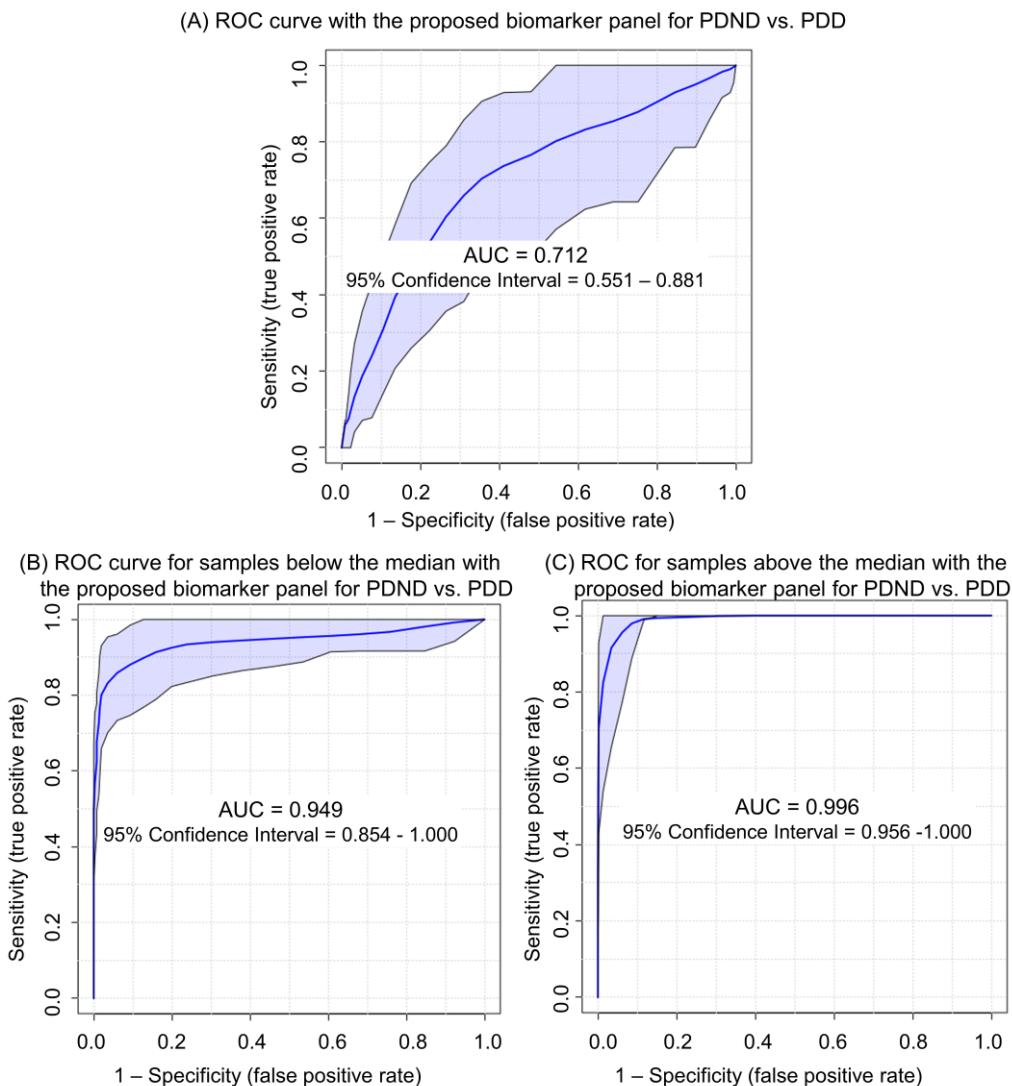 (A) ROC curve with the proposed biomarker panel for PDND vs. PDD
Sensitivity (true positive rate)
1.0
0.8
0.6
0.4
0.2
0.0
AUC = 0.712
95% Confidence Interval = 0.551 – 0.881
0.0 0.2 0.4 0.6 0.8 1.0
1 – Specificity (false positive rate)
(B) ROC curve for samples below the median with
the proposed biomarker panel for PDND vs. PDD
Sensitivity (true positive rate)
1.0
0.8
0.6
0.4
0.2
0.0
AUC = 0.949
95% Confidence Interval = 0.854 - 1.000
0.0 0.2 0.4 0.6 0.8 1.0
1 – Specificity (false positive rate)
(C) ROC for samples above the median with the
proposed biomarker panel for PDND vs. PDD
Sensitivity (true positive rate)
1.0
0.8
0.6
0.4
0.2
0.0
AUC = 0.996
95% Confidence Interval = 0.956 -1.000
0.0 0.2 0.4 0.6 0.8 1.0
1 – Specificity (false positive rate)